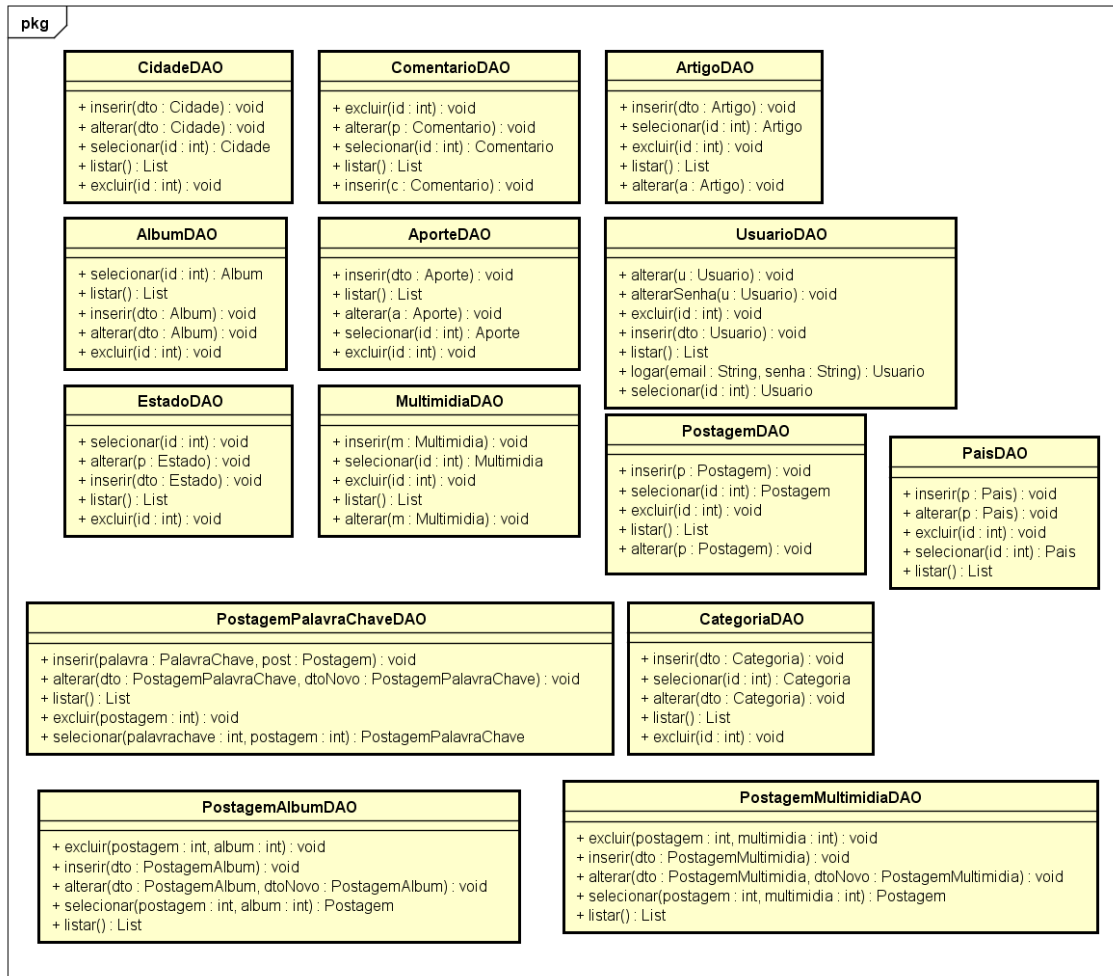 pkg
CidadeDAO
+ inserir(dto : Cidade) : void
+ alterar(dto : Cidade) : void
+ selecionar(id : int) : Cidade
+ listar() : List
+ excluir(id : int) : void
ComentarioDAO
+ excluir(id : int) : void
+ alterar(p : Comentario) : void
+ selecionar(id : int) : Comentario
+ listar() : List
+ inserir(c : Comentario) : void
ArtigoDAO
+ inserir(dto : Artigo) : void
+ selecionar(id : int) : Artigo
+ excluir(id : int) : void
+ listar() : List
+ alterar(a : Artigo) : void
AlbumDAO
+ selecionar(id : int) : Album
+ listar() : List
+ inserir(dto : Album) : void
+ alterar(dto : Album) : void
+ excluir(id : int) : void
AporteDAO
+ inserir(dto : Aporte) : void
+ listar() : List
+ alterar(a : Aporte) : void
+ selecionar(id : int) : Aporte
+ excluir(id : int) : void
UsuarioDAO
+ alterar(u : Usuario) : void
+ alterarSenha(u : Usuario) : void
+ excluir(id : int) : void
+ inserir(dto : Usuario) : void
+ listar() : List
+ logar(email : String, senha : String) : Usuario
+ selecionar(id : int) : Usuario
EstadoDAO
+ selecionar(id : int) : void
+ alterar(p : Estado) : void
+ inserir(dto : Estado) : void
+ listar() : List
+ excluir(id : int) : void
MultimidiaDAO
+ inserir(m : Multimidia) : void
+ selecionar(id : int) : Multimidia
+ excluir(id : int) : void
+ listar() : List
+ alterar(m : Multimidia) : void
PostagemDAO
+ inserir(p : Postagem) : void
+ selecionar(id : int) : Postagem
+ excluir(id : int) : void
+ listar() : List
+ alterar(p : Postagem) : void
PaisDAO
+ inserir(p : Pais) : void
+ alterar(p : Pais) : void
+ excluir(id : int) : void
+ selecionar(id : int) : Pais
+ listar() : List
PostagemPalavraChaveDAO
+ inserir(palavra : PalavraChave, post : Postagem) : void
+ alterar(dto : PostagemPalavraChave, dtoNovo : PostagemPalavraChave) : void
+ listar() : List
+ excluir(postagem : int) : void
+ selecionar(palavrachave : int, postagem : int) : PostagemPalavraChave
CategoriaDAO
+ inserir(dto : Categoria) : void
+ selecionar(id : int) : Categoria
+ alterar(dto : Categoria) : void
+ listar() : List
+ excluir(id : int) : void
PostagemAlbumDAO
+ excluir(postagem : int, album : int) : void
+ inserir(dto : PostagemAlbum) : void
+ alterar(dto : PostagemAlbum, dtoNovo : PostagemAlbum) : void
+ selecionar(postagem : int, album : int) : Postagem
+ listar() : List
PostagemMultimidiaDAO
+ excluir(postagem : int, multimidia : int) : void
+ inserir(dto : PostagemMultimidia) : void
+ alterar(dto : PostagemMultimidia, dtoNovo : PostagemMultimidia) : void
+ selecionar(postagem : int, multimidia : int) : Postagem
+ listar() : List